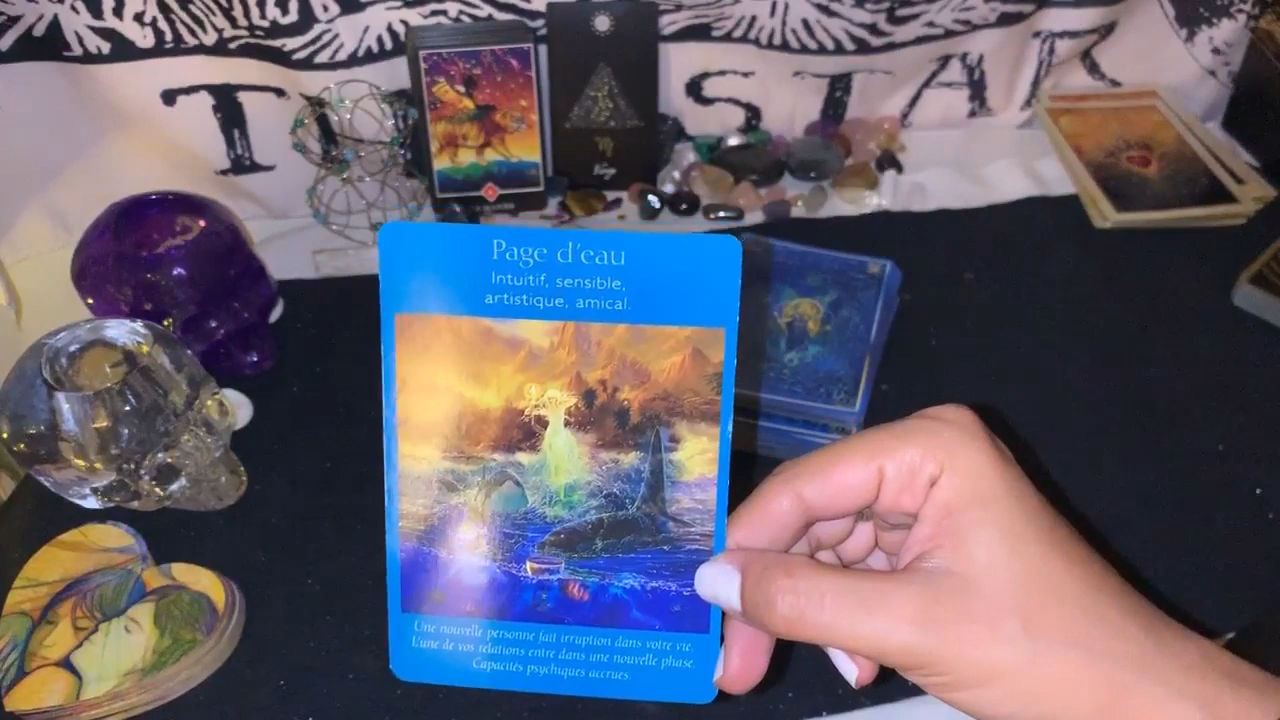 T STAR
Page d'eau
Intuitif, sensible,
artistique, amical.
Une nouvelle personne fait irruption dans votre vie.
L'une de vos relations entre dans une nouvelle phase.
Capacités psychiques accrues.